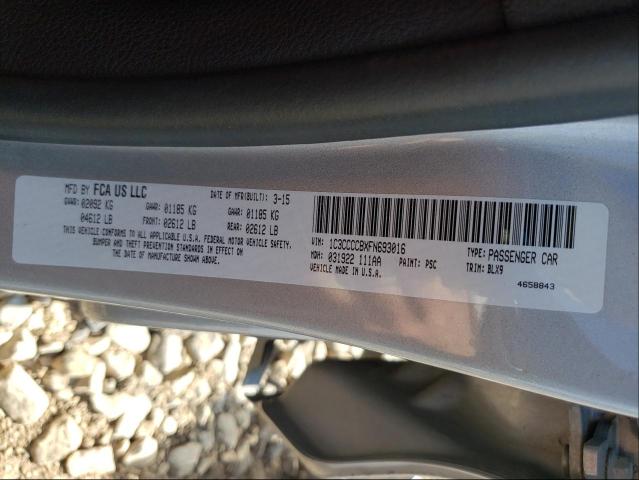 MFD BY FCA US LLC DATE OF MFR(BUILT): 3-15
GVWR: 02092 KG GAWR: 01185 KG GAWR: 01185 KG
04612 LB FRONT: 02612 LB REAR: 02612 LB
THIS VEHICLE CONFORMS TO ALL APPLICABLE U.S.A. FEDERAL MOTOR VEHICLE SAFETY,
BUMPER, AND THEFT PREVENTION STANDARDS IN EFFECT ON
THE DATE OF MANUFACTURE SHOWN ABOVE.
VIN: 1C3CCCCBXFN693016 TYPE: PASSENGER CAR
MDH: 031922 111AA PAINT: PSC TRIM: BLX9
VEHICLE MADE IN U.S.A.
4658843